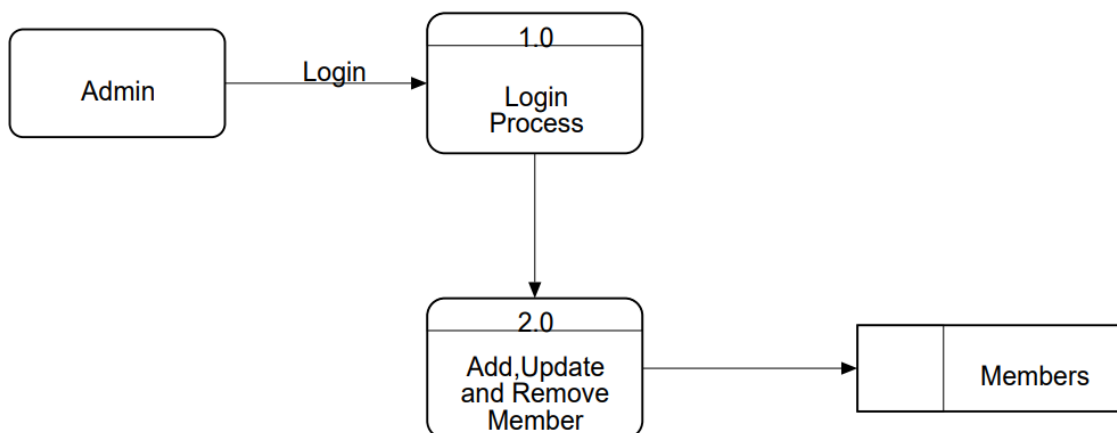 1.0
Login
Admin
Login
Process
2.0
Add,Update
and Remove
Member
Members